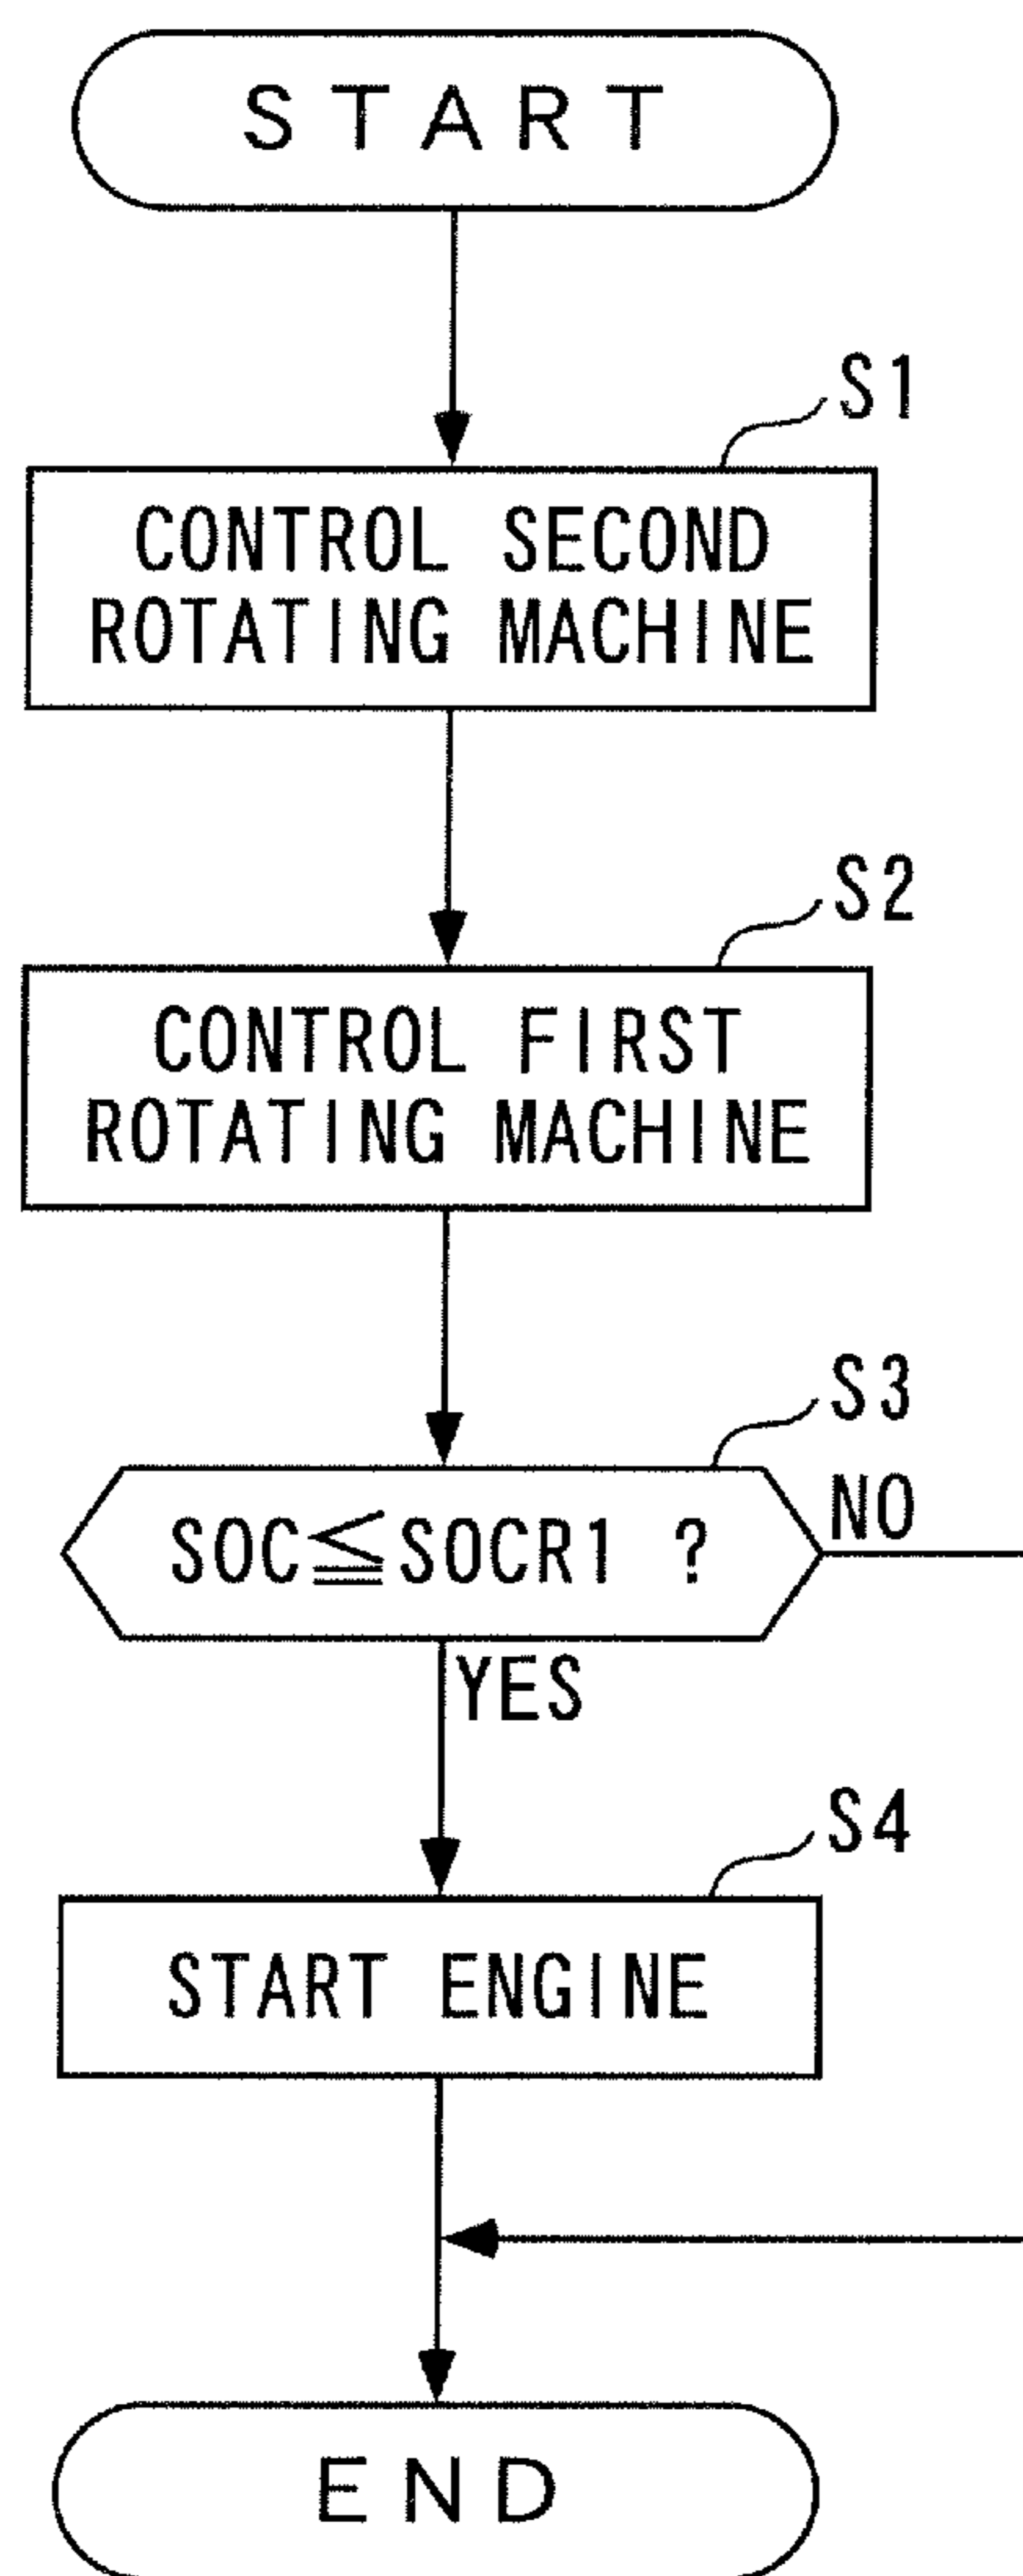 START
S1
CONTROL SECOND
ROTATING MACHINE
S2
CONTROL FIRST
ROTATING MACHINE
S3
SOC≦SOCR1 ?
NO
YES
S4
START ENGINE
END